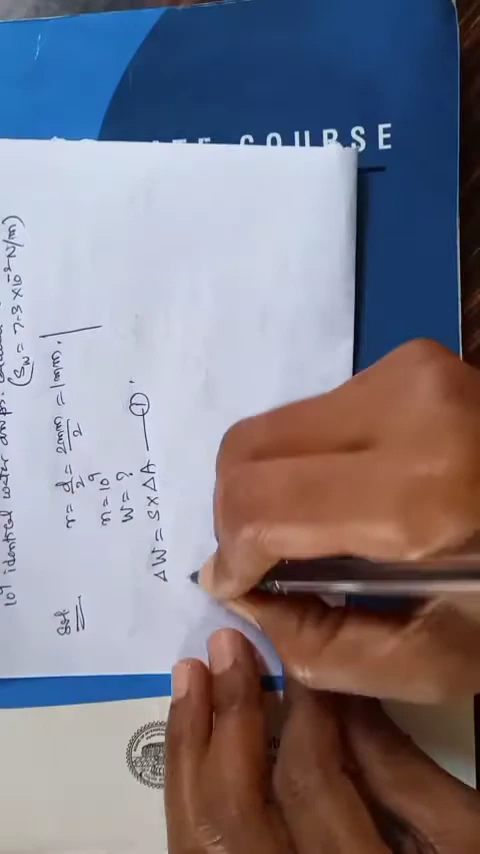 COURSE
10⁹ identical water drops.
(S_W = 7.3 × 10⁻² N/m)
Sol
r = d/2 = 2mm/2 = 1mm.
n = 10⁹
W = ?
ΔW = S × ΔA — ①